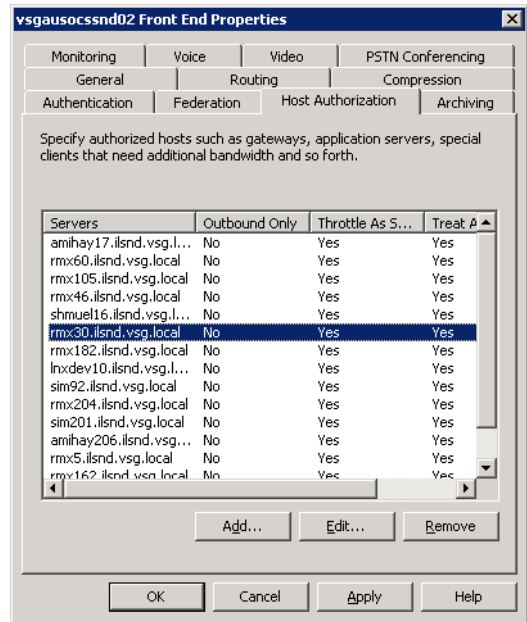 vsgausocssnd02 Front End Properties
Monitoring Voice Video PSTN Conferencing
General Routing Compression
Authentication Federation Host Authorization Archiving
Specify authorized hosts such as gateways, application servers, special
clients that need additional bandwidth and so forth.
Servers Outbound Only Throttle As S... Treat A
amihay17.ilsnd.vsg.l... No Yes Yes
rmx60.ilsnd.vsg.local No Yes Yes
rmx105.ilsnd.vsg.local No Yes Yes
rmx46.ilsnd.vsg.local No Yes Yes
shmuel16.ilsnd.vsg.l... No Yes Yes
rmx30.ilsnd.vsg.local No Yes Yes
rmx182.ilsnd.vsg.local No Yes Yes
lnxdev10.ilsnd.vsg.l... No Yes Yes
sim92.ilsnd.vsg.local No Yes Yes
rmx204.ilsnd.vsg.local No Yes Yes
sim201.ilsnd.vsg.local No Yes Yes
amihay206.ilsnd.vsg... No Yes Yes
rmx5.ilsnd.vsg.local No Yes Yes
rmx162.ilsnd.vsg.local No Yes Yes
Add... Edit... Remove
OK Cancel Apply Help